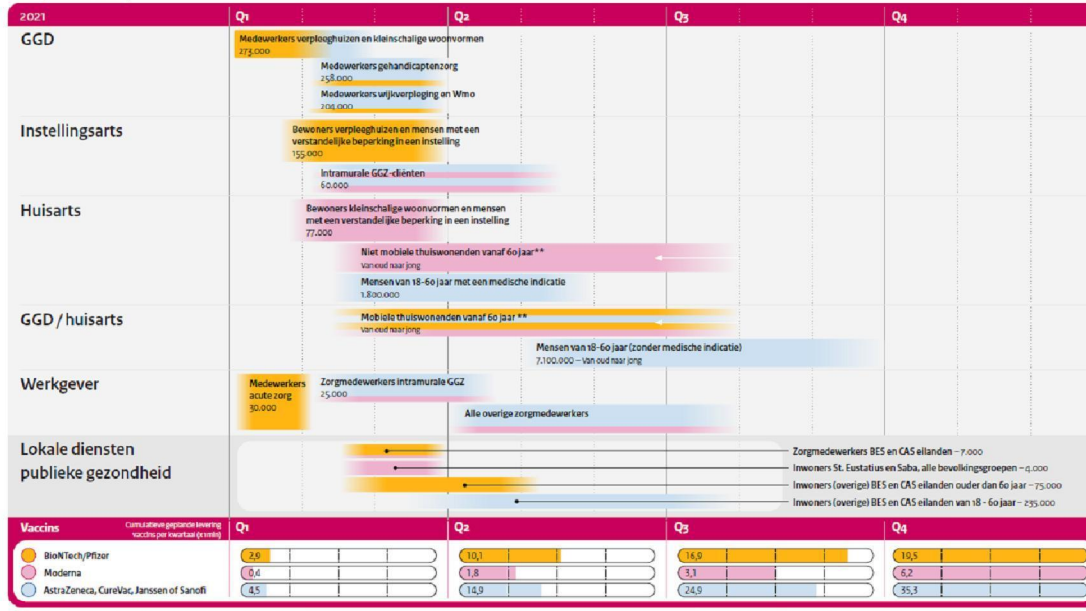 2021 Q1 Q2 Q3 Q4
GGD
Medewerkers verpleeghuizen en kleinschalige woonvormen
273.000
Medewerkers gehandicaptenzorg
258.000
Medewerkers wijkverpleging en Wmo
204.000
Instellingsarts
Bewoners verpleeghuizen en mensen met een
verstandelijke beperking in een instelling
155.000
Intramurale GGZ-cliënten
60.000
Huisarts
Bewoners kleinschalige woonvormen en mensen
met een verstandelijke beperking in een instelling
77.000
Niet mobiele thuiswonenden vanaf 60 jaar**
Van oud naar jong
Mensen van 18-60 jaar met een medische indicatie
1.800.000
GGD / huisarts
Mobiele thuiswonenden vanaf 60 jaar **
Van oud naar jong
Mensen van 18-60 jaar (zonder medische indicatie)
7.100.000 – Van oud naar jong
Werkgever
Medewerkers
acute zorg
30.000
Zorgmedewerkers intramurale GGZ
25.000
Alle overige zorgmedewerkers
Lokale diensten
publieke gezondheid
Zorgmedewerkers BES en CAS eilanden – 7.000
Inwoners St. Eustatius en Saba, alle bevolkingsgroepen – 4.000
Inwoners (overige) BES en CAS eilanden ouder dan 60 jaar – 75.000
Inwoners (overige) BES en CAS eilanden van 18 - 60 jaar – 235.000
Vaccins Cumulatieve geplande levering Q1 Q2 Q3 Q4
vaccins per kwartaal (x1 mln)
BioNTech/Pfizer 2,9 10,1 16,9 19,5
Moderna 0,4 1,8 3,1 6,2
AstraZeneca, CureVac, Janssen of Sanofi 4,5 14,9 24,9 35,3